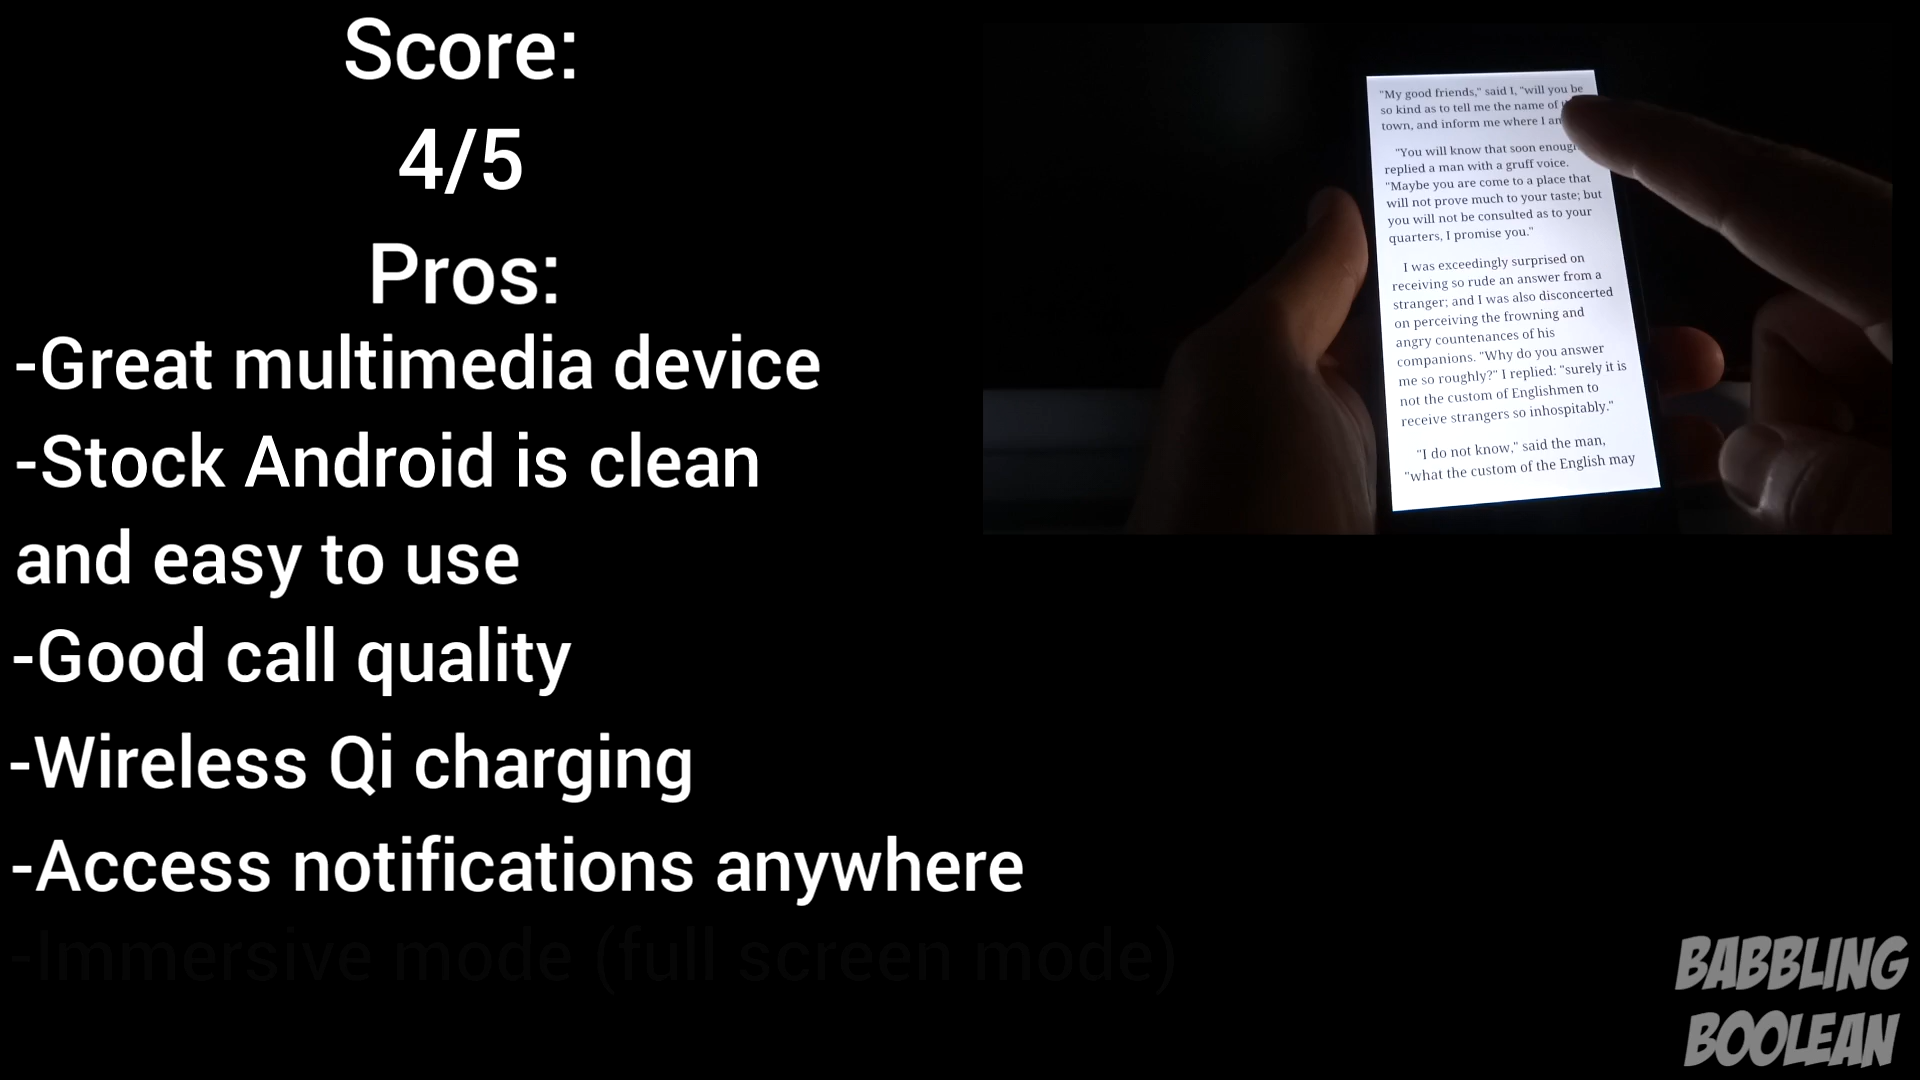 Score:
4/5
Pros:
-Great multimedia device
-Stock Android is clean
and easy to use
-Good call quality
-Wireless Qi charging
-Access notifications anywhere
-Immersive mode (full screen mode)
"My good friends," said I, "will you be
so kind as to tell me the name of
town, and inform me where I
"You will know that soon
replied a man with a gruff voice.
"Maybe you are come to a place that
will not prove much to your taste; but
you will not be consulted as to your
quarters, I promise you."
I was exceedingly surprised on
receiving so rude an answer from a
stranger; and I was also disconcerted
on perceiving the frowning and
angry countenances of his
companions. "Why do you answer
me so roughly?" I replied: "surely it is
not the custom of Englishmen to
receive strangers so inhospitably."
"I do not know," said the man,
"what the custom of the English may
BABBLING
BOOLEAN